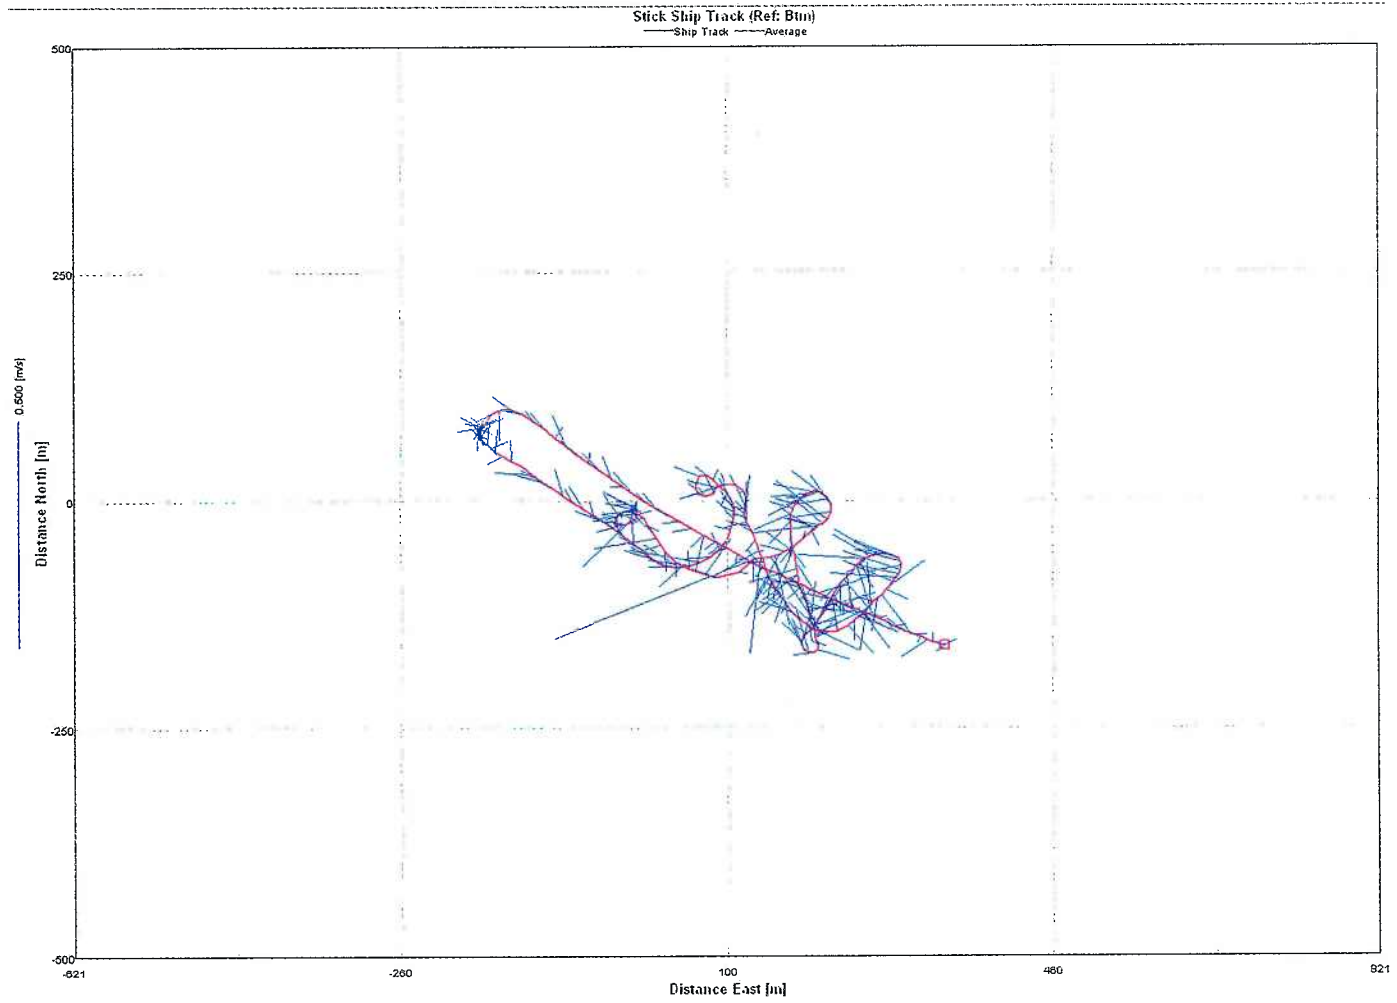 Stick Ship Track (Ref: Btm)
Ship Track Average
500
250
0
-250
-500
0.500 [m/s]
Distance North [m]
-621
-260
100
460
821
Distance East [m]